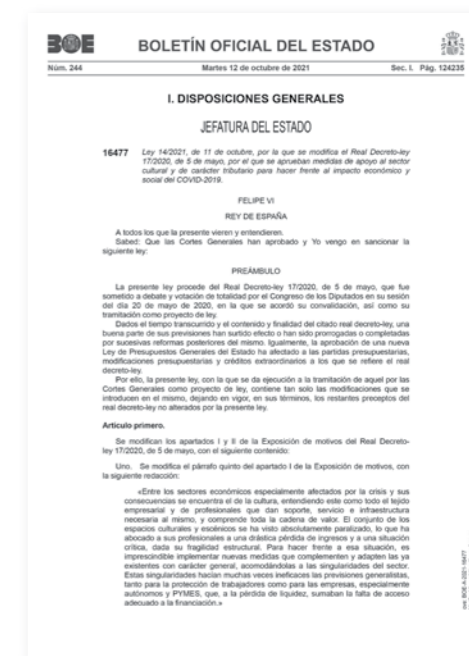 BOE
BOLETÍN OFICIAL DEL ESTADO
Núm. 244
Martes 12 de octubre de 2021
Sec. I. Pág. 124235
I. DISPOSICIONES GENERALES
JEFATURA DEL ESTADO
16477
Ley 14/2021, de 11 de octubre, por la que se modifica el Real Decreto-ley
17/2020, de 5 de mayo, por el que se aprueban medidas de apoyo al sector
cultural y de carácter tributario para hacer frente al impacto económico y
social del COVID-2019.
FELIPE VI
REY DE ESPAÑA
A todos los que la presente vieren y entendieren.
Sabed: Que las Cortes Generales han aprobado y Yo vengo en sancionar la
siguiente ley:
PREÁMBULO
La presente ley procede del Real Decreto-ley 17/2020, de 5 de mayo, que fue
sometido a debate y votación de totalidad por el Congreso de los Diputados en su sesión
del día 20 de mayo de 2020, en la que se acordó su convalidación, así como su
tramitación como proyecto de ley.
Dados el tiempo transcurrido y el contenido y finalidad del citado real decreto-ley, una
buena parte de sus previsiones han surtido efecto o han sido prorrogadas o completadas
por sucesivas reformas posteriores del mismo. Igualmente, la aprobación de una nueva
Ley de Presupuestos Generales del Estado ha afectado a las partidas presupuestarias,
modificaciones presupuestarias y créditos extraordinarios a los que se refiere el real
decreto-ley.
Por ello, la presente ley, con la que se da ejecución a la tramitación de aquel por las
Cortes Generales como proyecto de ley, contiene tan solo las modificaciones que se
introducen en el mismo, dejando en vigor, en sus términos, los restantes preceptos del
real decreto-ley no alterados por la presente ley.
Artículo primero.
Se modifican los apartados I y II de la Exposición de motivos del Real Decreto-
ley 17/2020, de 5 de mayo, con el siguiente contenido:
Uno. Se modifica el párrafo quinto del apartado I de la Exposición de motivos, con
la siguiente redacción:
«Entre los sectores económicos especialmente afectados por la crisis y sus
consecuencias se encuentra el de la cultura, entendiendo este como todo el tejido
empresarial y de profesionales que dan soporte, servicio e infraestructura
necesaria al mismo, y comprende toda la cadena de valor. El conjunto de los
espacios culturales y escénicos se ha visto absolutamente paralizado, lo que ha
abocado a sus profesionales a una drástica pérdida de ingresos y a una situación
crítica, dada su fragilidad estructural. Para hacer frente a esa situación, es
imprescindible implementar nuevas medidas que complementen y adapten las ya
existentes con carácter general, acomodándolas a las singularidades del sector.
Estas singularidades hacían muchas veces ineficaces las previsiones generalistas,
tanto para la protección de trabajadores como para las empresas, especialmente
autónomos y PYMES, que, a la pérdida de liquidez, sumaban la falta de acceso
adecuado a la financiación.»
cve: BOE-A-2021-16477